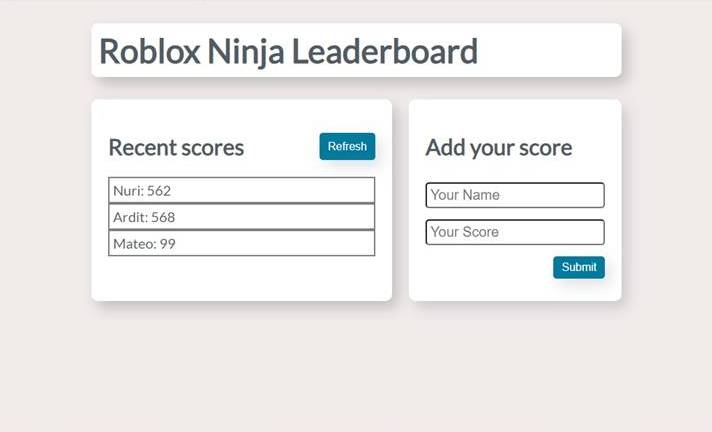 Roblox Ninja Leaderboard
Recent scores
Refresh
Nuri: 562
Ardit: 568
Mateo: 99
Add your score
Your Name
Your Score
Submit